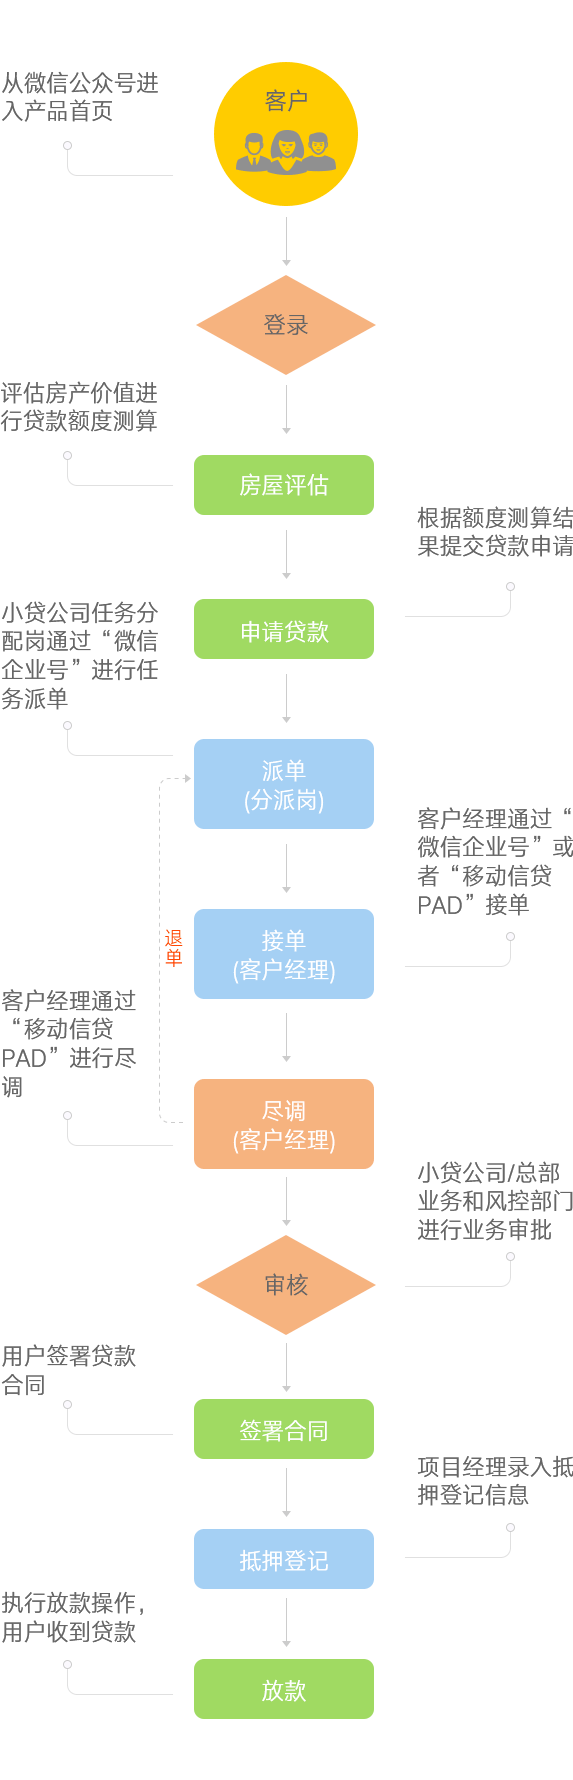 从微信公众号进
入产品首页
客户
登录
评估房产价值进
行贷款额度测算
房屋评估
根据额度测算结
果提交贷款申请
申请贷款
小贷公司任务分
配岗通过“微信
企业号”进行任
务派单
派单
(分派岗)
客户经理通过“
微信企业号”或
者“移动信贷
PAD”接单
接单
(客户经理)
退
单
客户经理通过
“移动信贷
PAD”进行尽
调
尽调
(客户经理)
小贷公司/总部
业务和风控部门
进行业务审批
审核
用户签署贷款
合同
签署合同
项目经理录入抵
押登记信息
抵押登记
执行放款操作，
用户收到贷款
放款